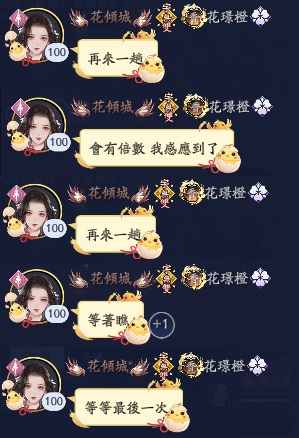 花傾城 花璟橙
100
再來一趟
花傾城 花璟橙
100
會有倍數 我感應到了
花傾城 花璟橙
100
再來一趟
花傾城 花璟橙
100
等著瞧 +1
花傾城 花璟橙
100
等等最後一次